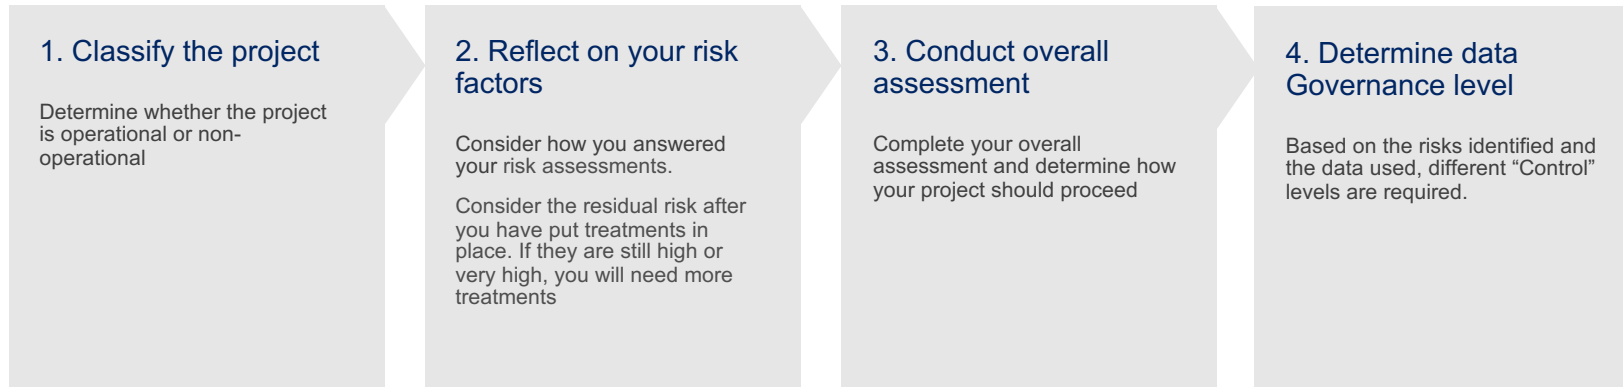 1. Classify the project
Determine whether the project
is operational or non-
operational
2. Reflect on your risk
factors
Consider how you answered
your risk assessments.
Consider the residual risk after
you have put treatments in
place. If they are still high or
very high, you will need more
treatments
3. Conduct overall
assessment
Complete your overall
assessment and determine how
your project should proceed
4. Determine data
Governance level
Based on the risks identified and
the data used, different “Control”
levels are required.